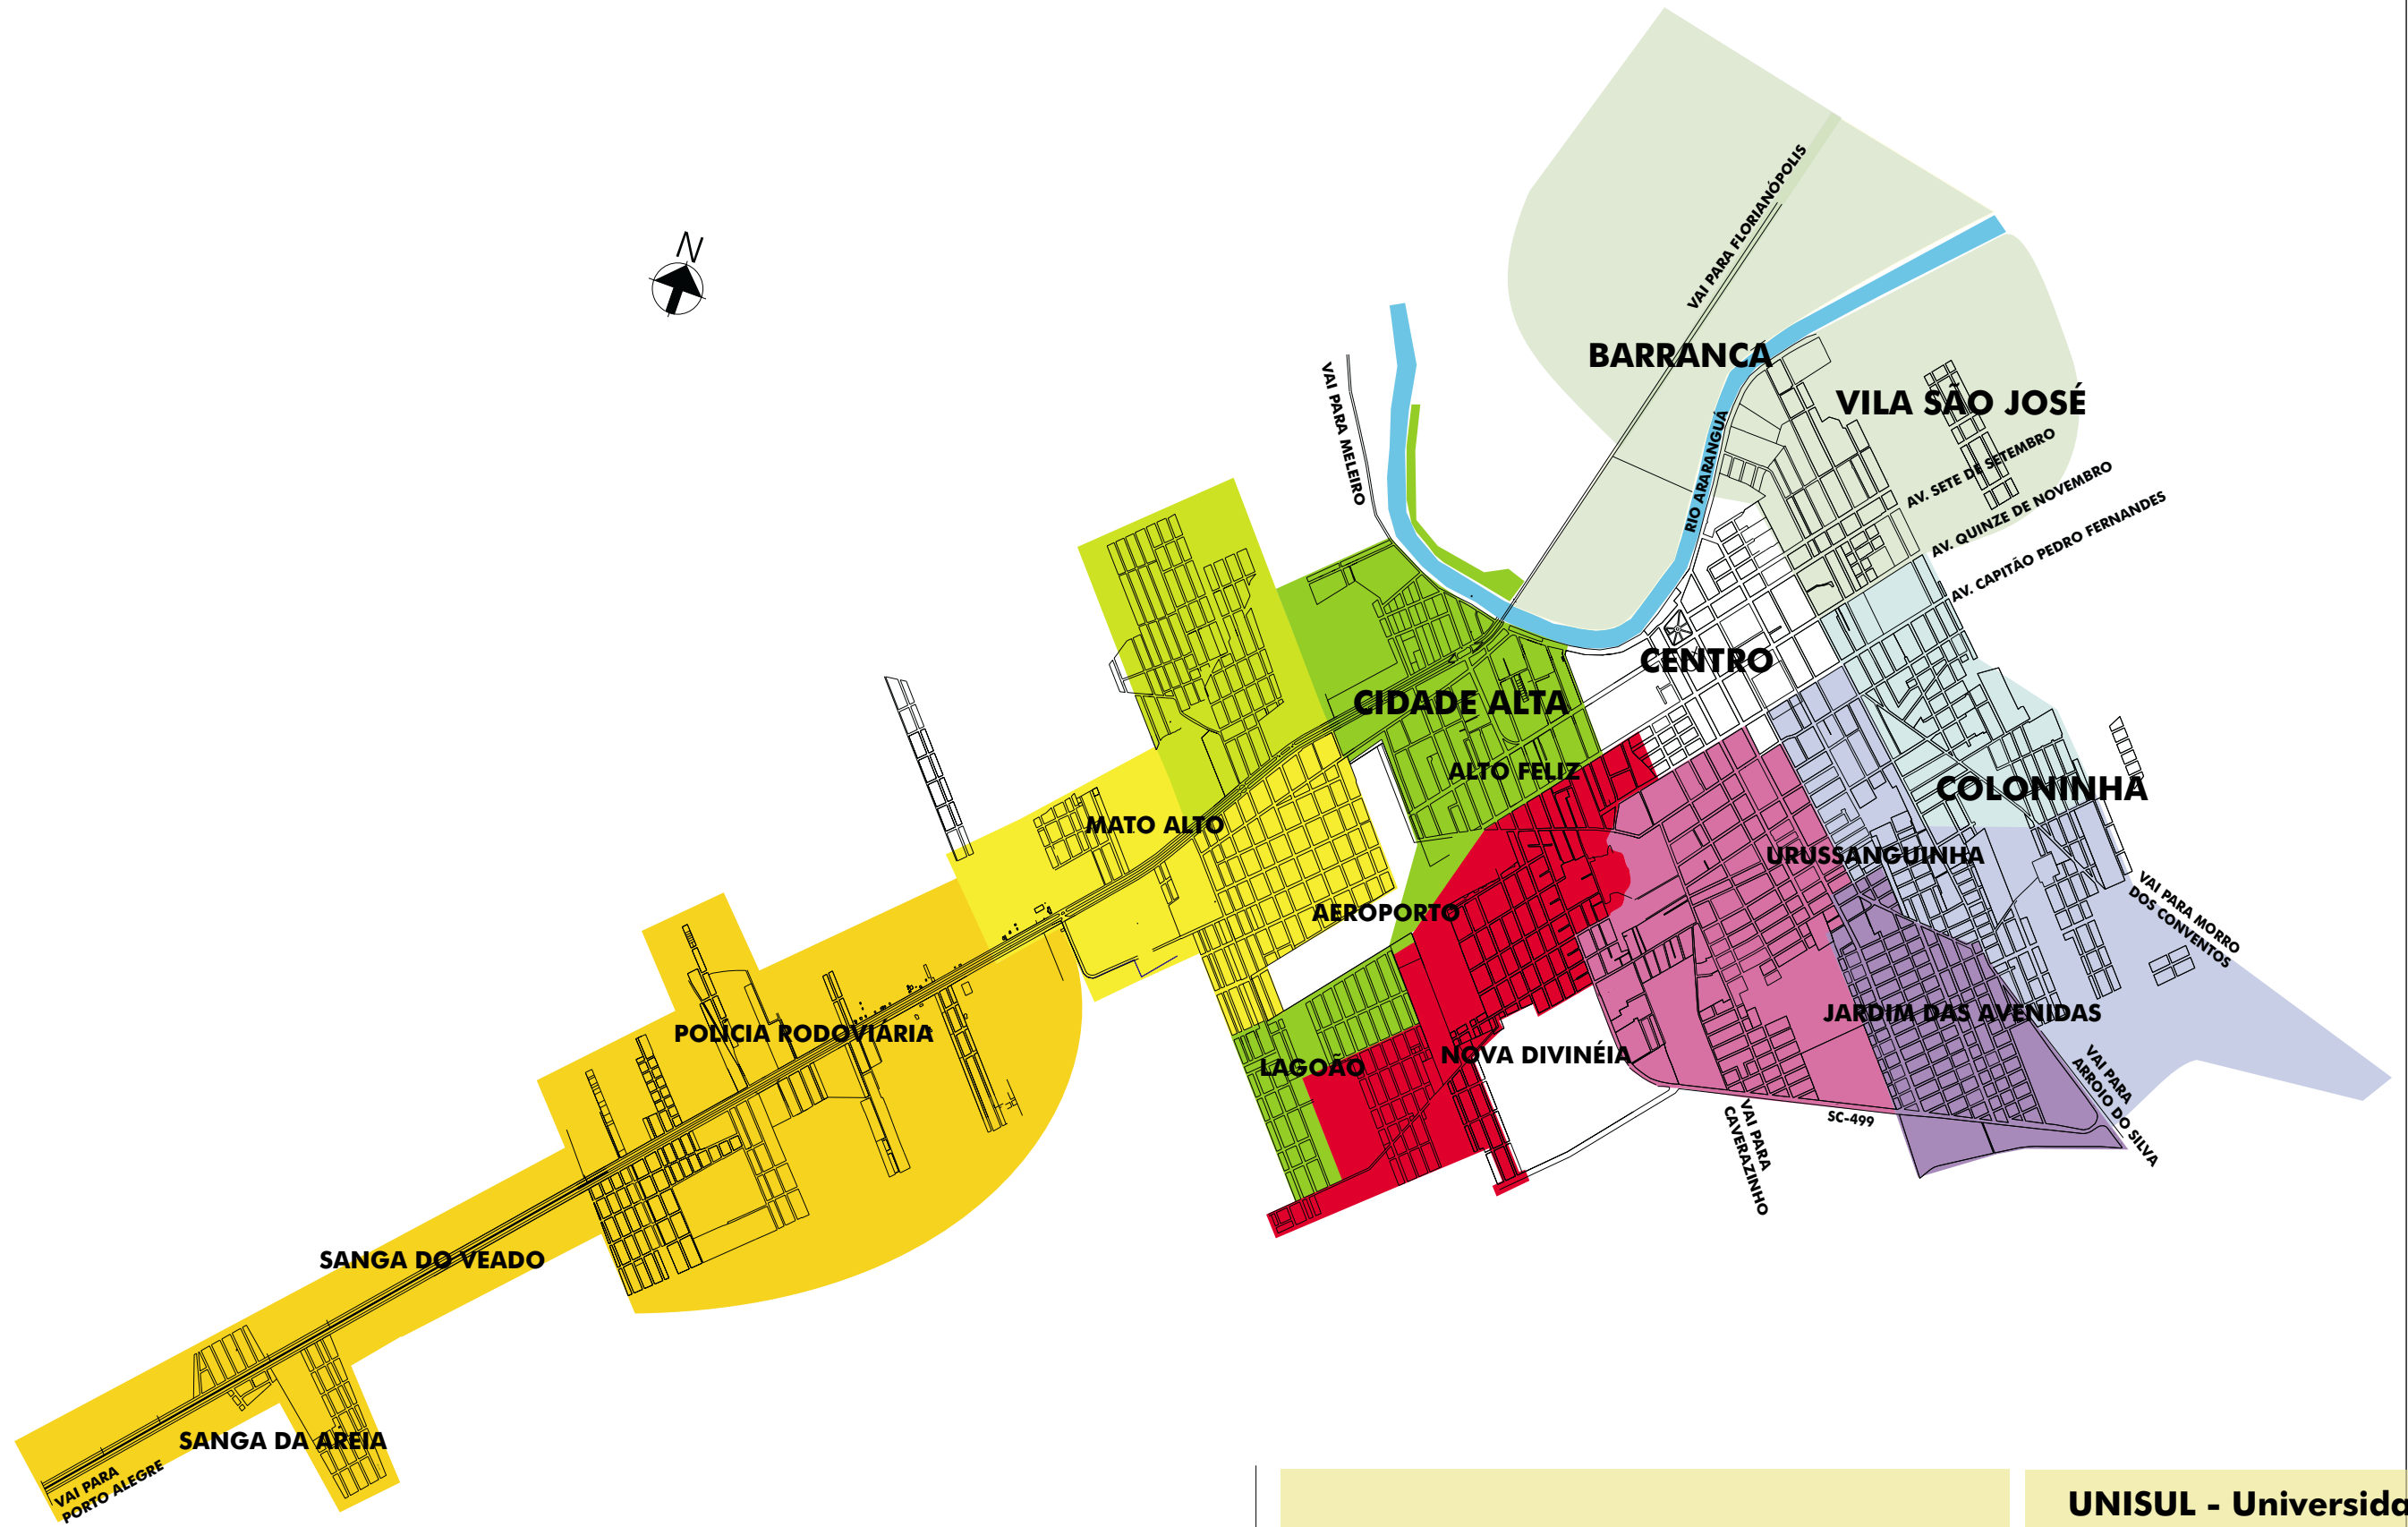 N
VAI PARA FLORIANÓPOLIS
BARRANCA
VAI PARA MELEIRO
VILA SÃO JOSÉ
RIO ARARANGUÁ
AV. SETE DE SETEMBRO
AV. QUINZE DE NOVEMBRO
AV. CAPITÃO PEDRO FERNANDES
CENTRO
CIDADE ALTA
ALTO FELIZ
COLONINHA
MATO ALTO
URUSSANGUINHA
AEROPORTO
VAI PARA MORRO
DOS CONVENTOS
JARDIM DAS AVENIDAS
POLÍCIA RODOVIÁRIA
NOVA DIVINÉIA
LAGOÃO
VAI PARA
ARROIO DO SILVA
SC-499
VAI PARA
CAVERAZINHO
SANGA DO VEADO
SANGA DA AREIA
VAI PARA
PORTO ALEGRE
UNISUL - Universida